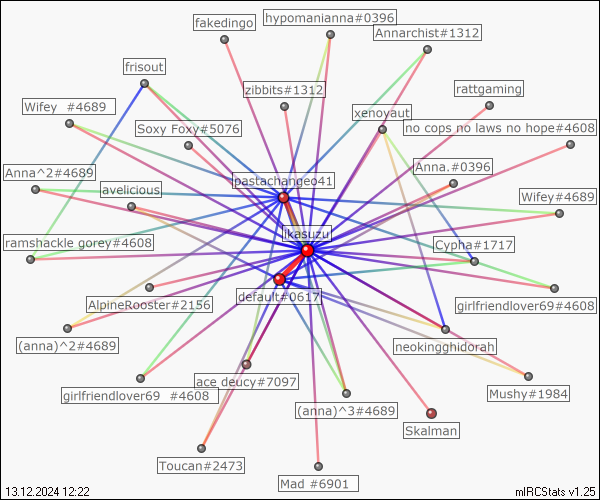 fakedingo
hypomanianna#0396
Annarchist#1312
frisout
zibbits#1312
rattgaming
Wifey #4689
xenoyaut
Soxy Foxy#5076
no cops no laws no hope#4608
Anna^2#4689
pastachangeo41
Anna.#0396
avelicious
Wifey#4689
ikasuzu
ramshackle gorey#4608
Cypha#1717
default#0617
AlpineRooster#2156
girlfriendlover69#4608
(anna)^2#4689
neokingghidorah
ace deucy#7097
girlfriendlover69 #4608
Mushy#1984
(anna)^3#4689
Skalman
Toucan#2473
Mad #6901
13.12.2024 12:22
mIRCStats v1.25